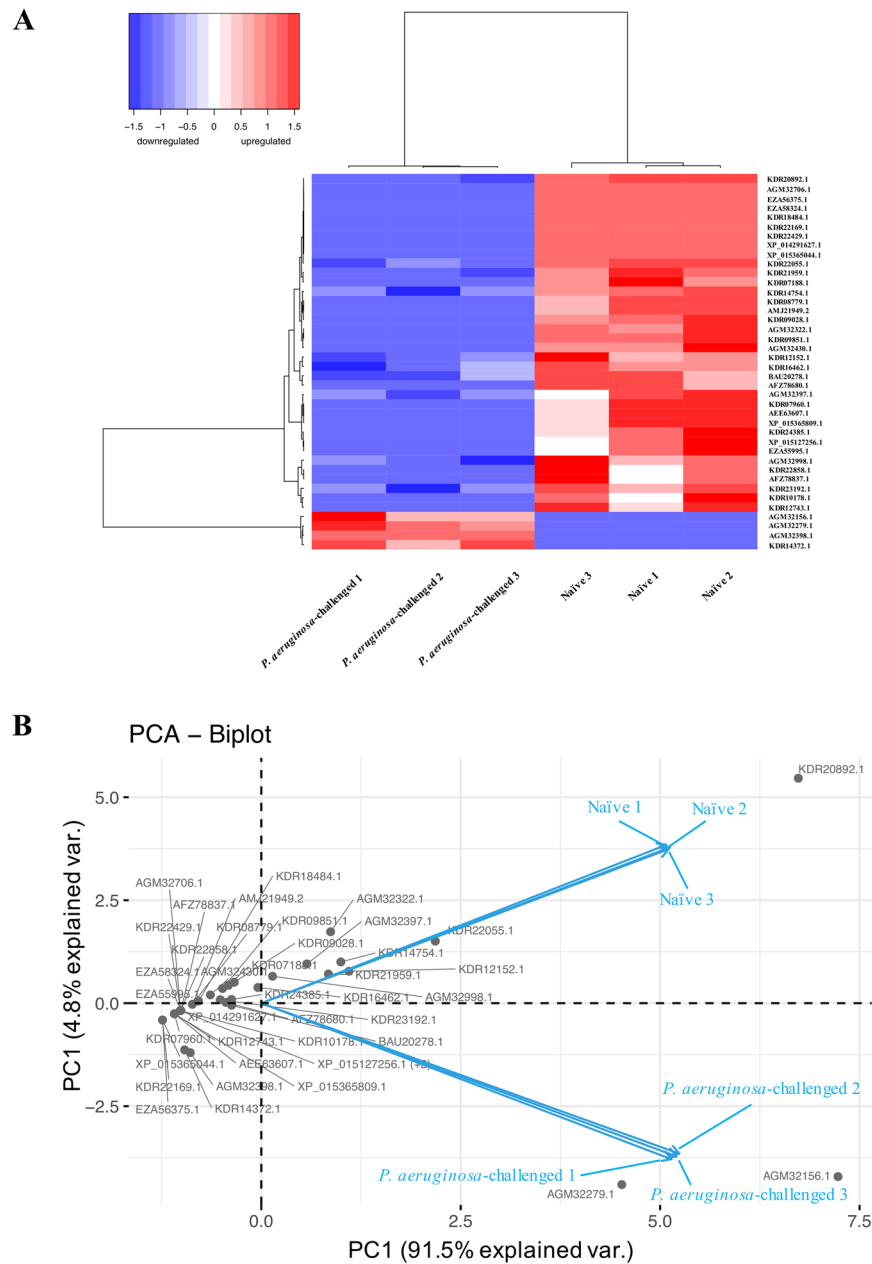 A
−1.5 −1 −0.5 0 0.5 1 1.5
downregulated upregulated
KDR20892.1
AGM32706.1
EZA56375.1
EZA58324.1
KDR18484.1
KDR22169.1
KDR22429.1
XP_014291627.1
XP_015365044.1
KDR22055.1
KDR21959.1
KDR07188.1
KDR14754.1
KDR08779.1
AMJ21949.2
KDR09028.1
AGM32322.1
KDR09851.1
AGM32430.1
KDR12152.1
KDR16462.1
BAU20278.1
AFZ78680.1
AGM32397.1
KDR07960.1
AEE63607.1
XP_015365809.1
KDR24385.1
XP_015127256.1
EZA55995.1
AGM32998.1
KDR22858.1
AFZ78837.1
KDR23192.1
KDR10178.1
KDR12743.1
AGM32156.1
AGM32279.1
AGM32398.1
KDR14372.1
P. aeruginosa-challenged 1
P. aeruginosa-challenged 2
P. aeruginosa-challenged 3
Naïve 3
Naïve 1
Naïve 2
B
PCA − Biplot
PC1 (4.8% explained var.)
5.0
2.5
0.0
−2.5
KDR20892.1
Naïve 1
Naïve 2
Naïve 3
AGM32706.1
KDR18484.1
AFZ78837.1
AMJ21949.2
AGM32322.1
KDR22429.1
KDR08779.1
KDR09851.1
AGM32397.1
KDR22055.1
KDR22858.1
KDR09028.1
KDR14754.1
EZA58324.1
AGM32430.1
KDR07188.1
KDR21959.1
KDR12152.1
EZA55995.1
KDR24385.1
KDR16462.1
AGM32998.1
XP_014291627.1
AFZ78680.1
KDR23192.1
KDR07960.1
KDR12743.1
KDR10178.1
BAU20278.1
XP_015365044.1
AEE63607.1
XP_015127256.1 (+2)
KDR22169.1
AGM32398.1
XP_015365809.1
EZA56375.1
KDR14372.1
P. aeruginosa-challenged 2
P. aeruginosa-challenged 1
AGM32156.1
AGM32279.1
P. aeruginosa-challenged 3
0.0 2.5 5.0 7.5
PC1 (91.5% explained var.)